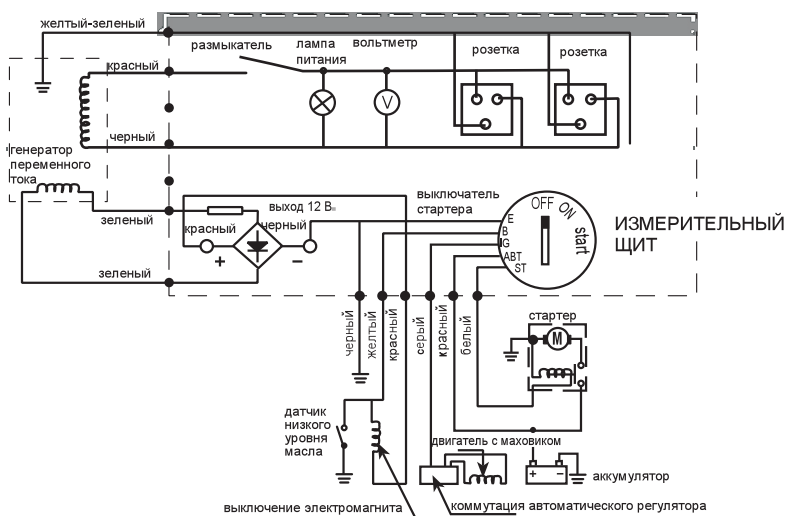 желтый-зеленый
размыкатель
лампа
питания
вольтметр
розетка
розетка
красный
V
черный
генератор
переменного
тока
зеленый
выход 12 В=
красный
черный
+
−
зеленый
выключатель
стартера
E
B
G
ABT
ST
OFF
ON
start
ИЗМЕРИТЕЛЬНЫЙ
ЩИТ
черный
желтый
красный
серый
красный
белый
стартер
M
датчик
низкого
уровня
масла
двигатель с маховиком
+ −
аккумулятор
выключение электромагнита
коммутация автоматического регулятора